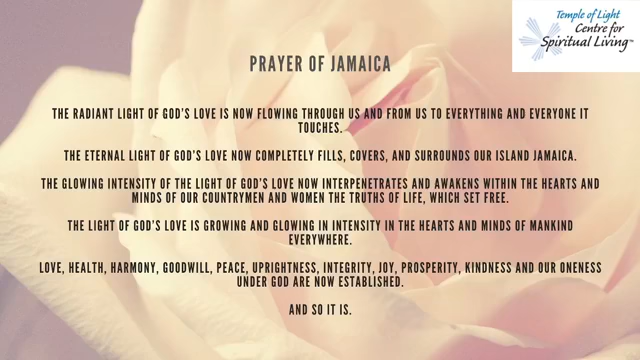 Temple of Light
Centre for
Spiritual Living™
PRAYER OF JAMAICA
THE RADIANT LIGHT OF GOD'S LOVE IS NOW FLOWING THROUGH US AND FROM US TO EVERYTHING AND EVERYONE IT
TOUCHES.
THE ETERNAL LIGHT OF GOD'S LOVE NOW COMPLETELY FILLS, COVERS, AND SURROUNDS OUR ISLAND JAMAICA.
THE GLOWING INTENSITY OF THE LIGHT OF GOD'S LOVE NOW INTERPENETRATES AND AWAKENS WITHIN THE HEARTS AND
MINDS OF OUR COUNTRYMEN AND WOMEN THE TRUTHS OF LIFE, WHICH SET FREE.
THE LIGHT OF GOD'S LOVE IS GROWING AND GLOWING IN INTENSITY IN THE HEARTS AND MINDS OF MANKIND
EVERYWHERE.
LOVE, HEALTH, HARMONY, GOODWILL, PEACE, UPRIGHTNESS, INTEGRITY, JOY, PROSPERITY, KINDNESS AND OUR ONENESS
UNDER GOD ARE NOW ESTABLISHED.
AND SO IT IS.